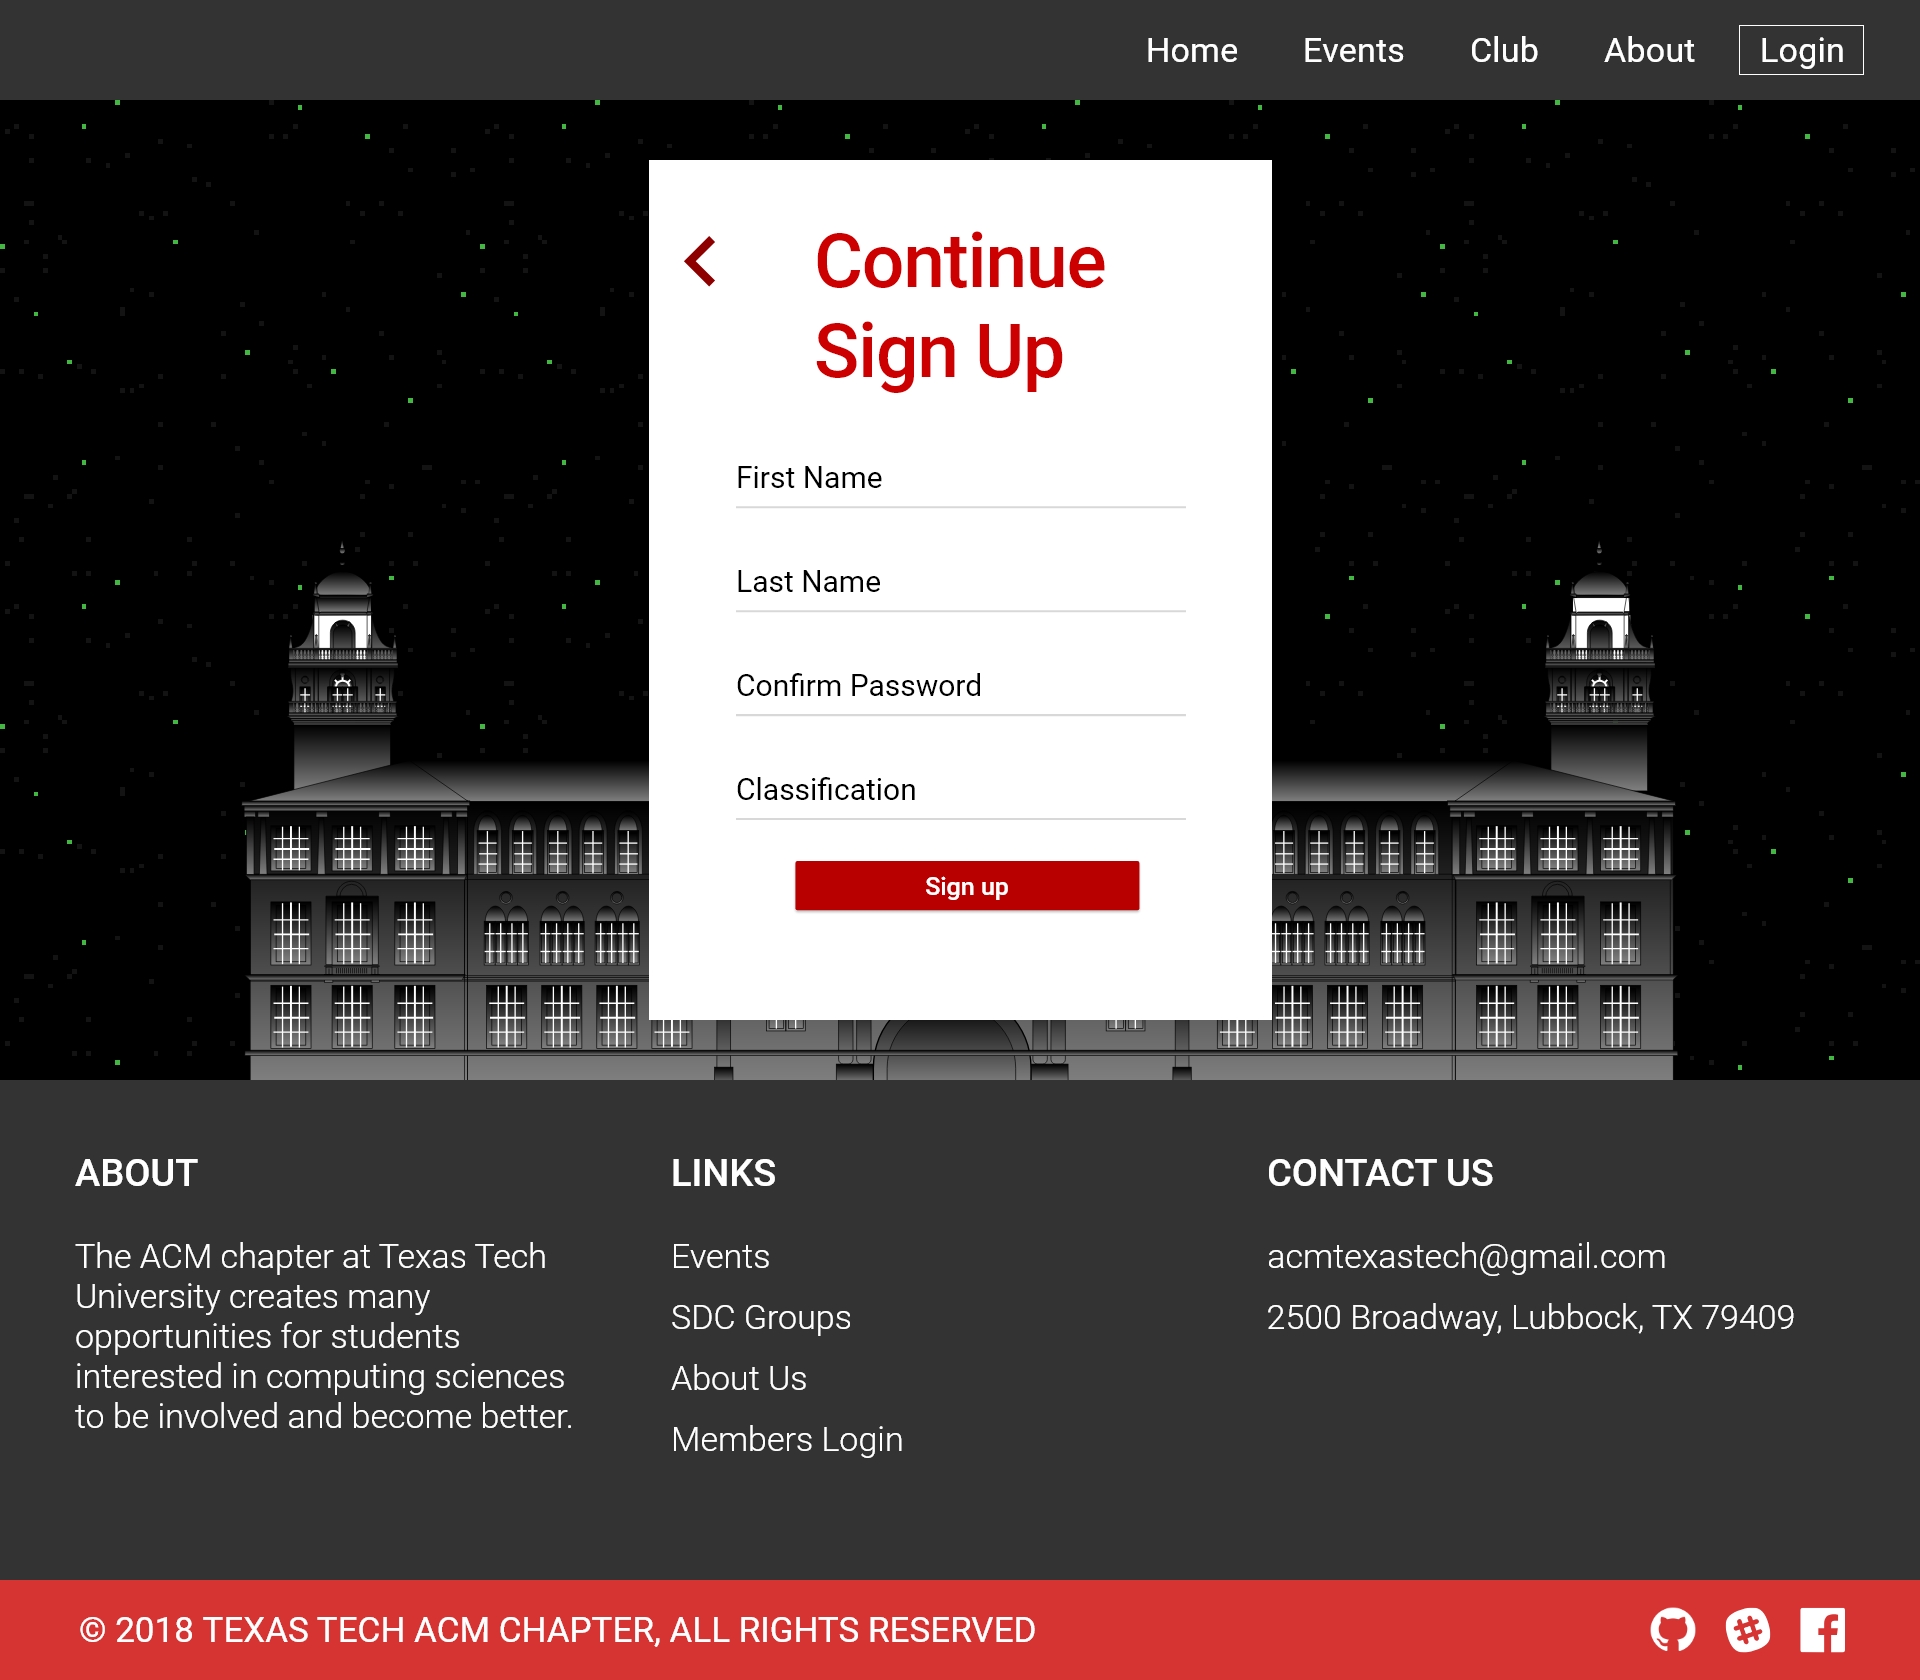 Home Events Club About Login
Continue
Sign Up
First Name
Last Name
Confirm Password
Classification
Sign up
ABOUT
The ACM chapter at Texas Tech
University creates many
opportunities for students
interested in computing sciences
to be involved and become better.
LINKS
Events
SDC Groups
About Us
Members Login
CONTACT US
acmtexastech@gmail.com
2500 Broadway, Lubbock, TX 79409
© 2018 TEXAS TECH ACM CHAPTER, ALL RIGHTS RESERVED